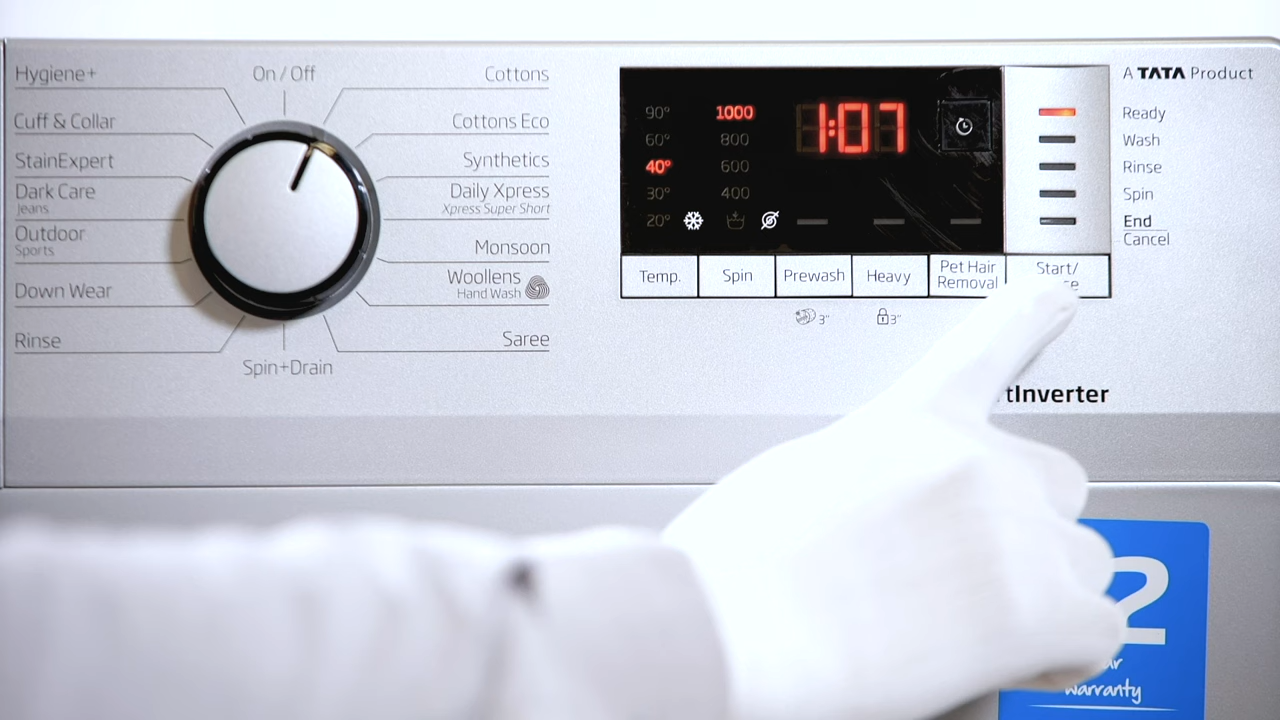 Hygiene+
Cuff & Collar
StainExpert
Dark Care
Jeans
Outdoor
Sports
Down Wear
Rinse
On / Off
Spin+Drain
Cottons
Cottons Eco
Synthetics
Daily Xpress
Xpress Super Short
Monsoon
Woollens
Hand Wash
Saree
90° 1000
60° 800
40° 600
30° 400
20°
1:07
Temp.
Spin
Prewash
Heavy
Pet Hair
Removal
Start/
3"
3"
A TATA Product
Ready
Wash
Rinse
Spin
End
Cancel
tInverter
2
warranty